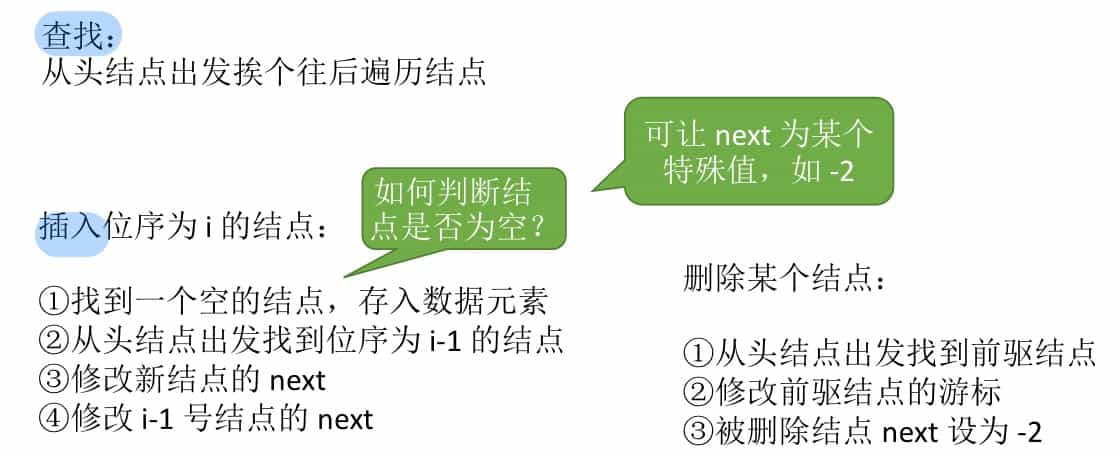 查找：
从头结点出发挨个往后遍历结点
可让 next 为某个
特殊值，如 -2
如何判断结
点是否为空？
插入位序为 i 的结点：
①找到一个空的结点，存入数据元素
②从头结点出发找到位序为 i-1 的结点
③修改新结点的 next
④修改 i-1 号结点的 next
删除某个结点：
①从头结点出发找到前驱结点
②修改前驱结点的游标
③被删除结点 next 设为 -2